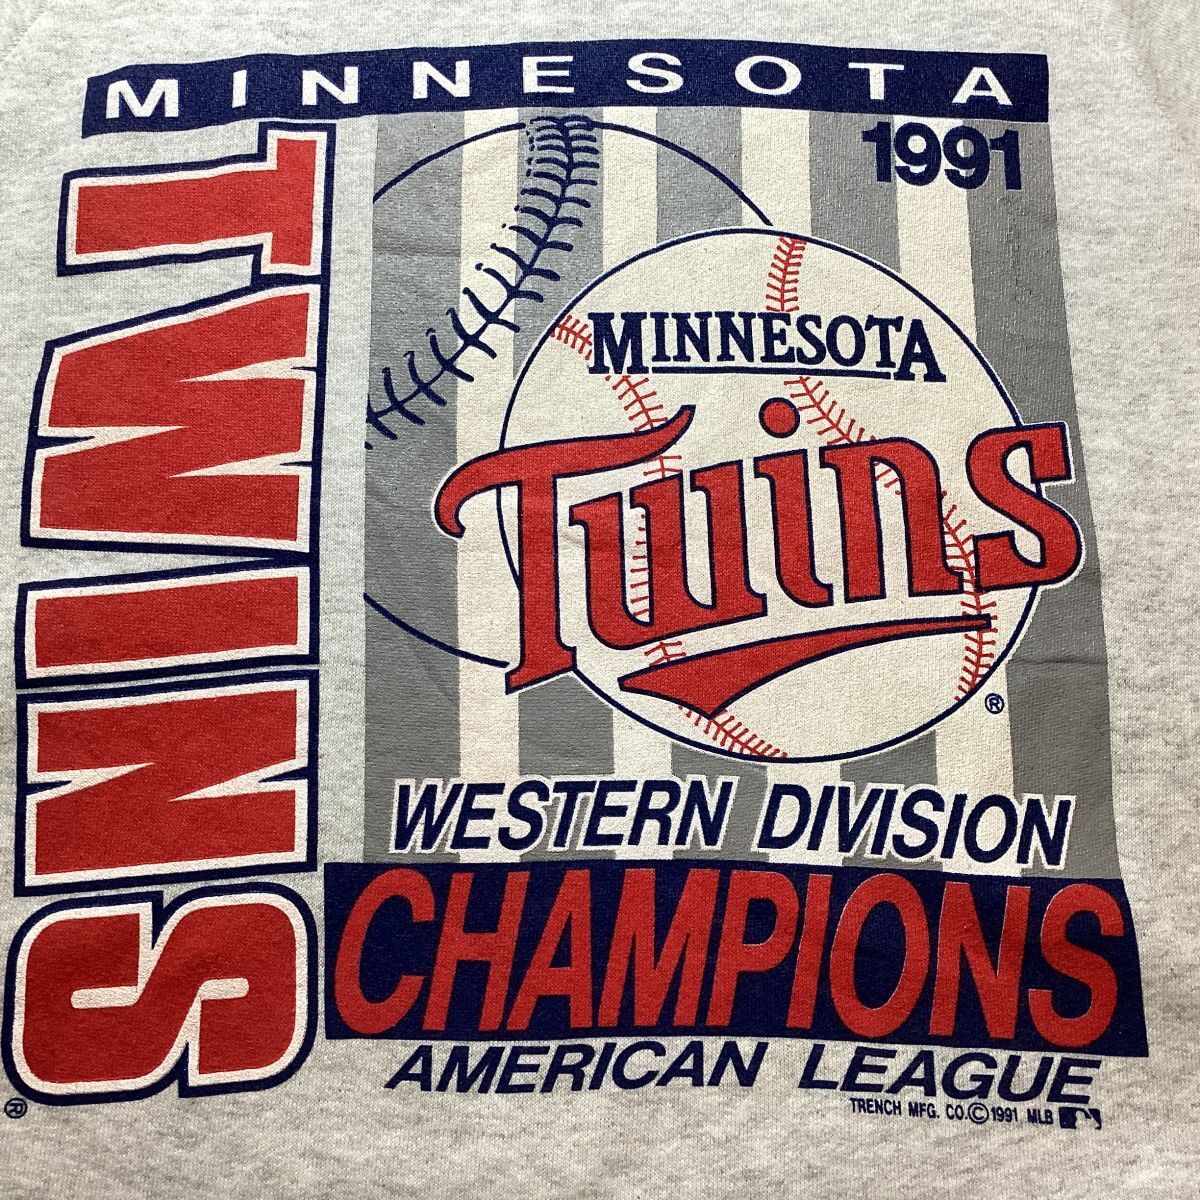 MINNESOTA
TWINS
®
1991
MINNESOTA
Twins
®
WESTERN DIVISION
CHAMPIONS
AMERICAN LEAGUE
TRENCH MFG. CO.©1991 MLB